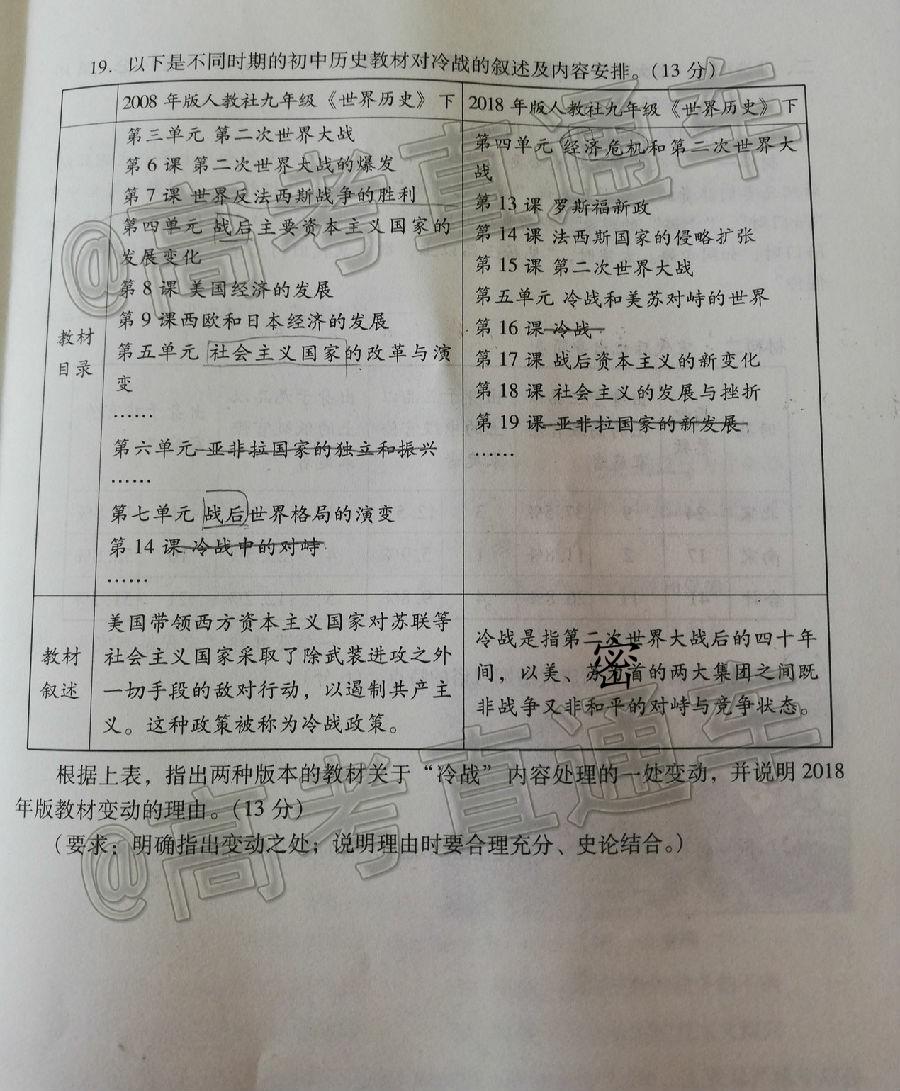 19. 以下是不同时期的初中历史教材对冷战的叙述及内容安排。(13 分)
2008 年版人教社九年级《世界历史》下
2018 年版人教社九年级《世界历史》下
教材
目录
第三单元 第二次世界大战
第 6 课 第二次世界大战的爆发
第 7 课 世界反法西斯战争的胜利
第四单元 战后主要资本主义国家的
发展变化
第 8 课 美国经济的发展
第 9 课西欧和日本经济的发展
第五单元 社会主义国家的改革与演
变
……
第六单元 亚非拉国家的独立和振兴
……
第七单元 战后世界格局的演变
第 14 课 冷战中的对峙
……
第四单元 经济危机和第二次世界大
战
第 13 课 罗斯福新政
第 14 课 法西斯国家的侵略扩张
第 15 课 第二次世界大战
第五单元 冷战和美苏对峙的世界
第 16 课 冷战
第 17 课 战后资本主义的新变化
第 18 课 社会主义的发展与挫折
第 19 课 亚非拉国家的新发展
……
教材
叙述
美国带领西方资本主义国家对苏联等
社会主义国家采取了除武装进攻之外
一切手段的敌对行动，以遏制共产主
义。这种政策被称为冷战政策。
冷战是指第二次世界大战后的四十年
间，以美、苏为首的两大集团之间既
非战争又非和平的对峙与竞争状态。
密
根据上表，指出两种版本的教材关于“冷战”内容处理的一处变动，并说明 2018
年版教材变动的理由。(13 分)
（要求：明确指出变动之处；说明理由时要合理充分、史论结合。）
@高考直通车
@高考直通车